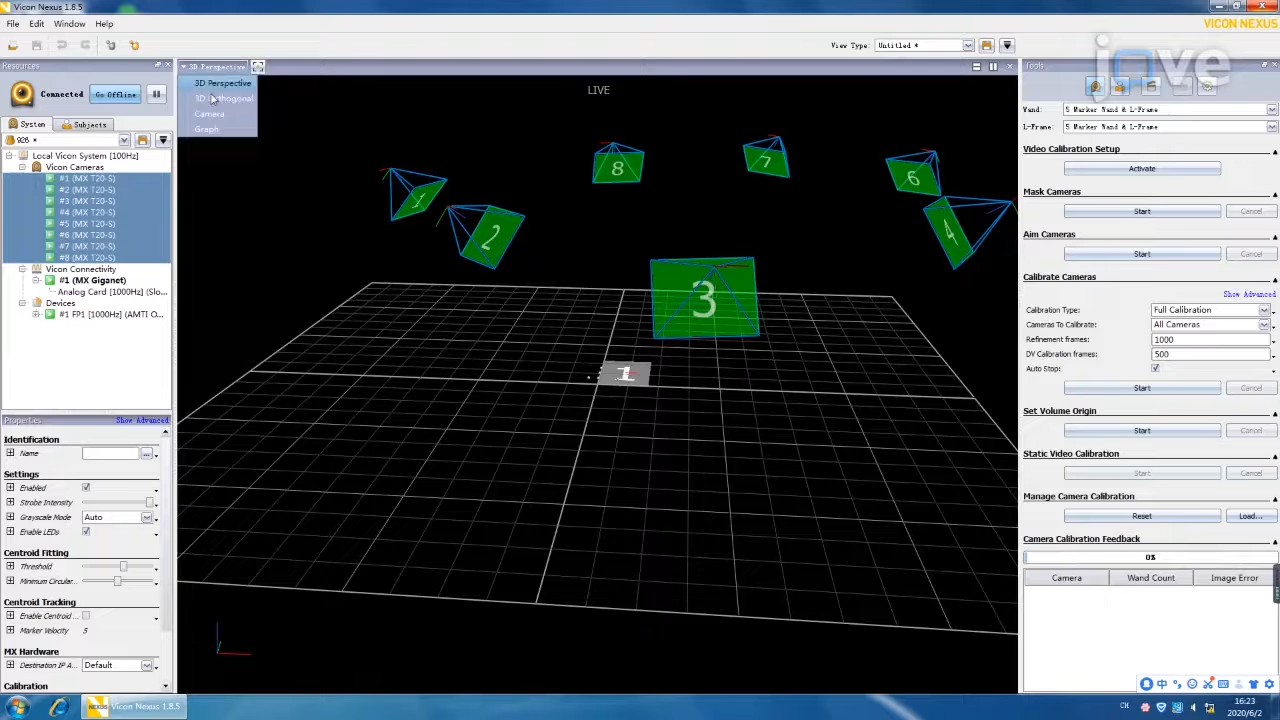 Vicon Nexus 1.8.5
File Edit Window Help
VICON NEXUS
View Type: Untitled *
jove
Resources
Connected Go Offline
System Subjects
926 *
Local Vicon System [100Hz]
Vicon Cameras
#1 (MX T20-S)
#2 (MX T20-S)
#3 (MX T20-S)
#4 (MX T20-S)
#5 (MX T20-S)
#6 (MX T20-S)
#7 (MX T20-S)
#8 (MX T20-S)
Vicon Connectivity
#1 (MX Giganet)
Analog Card [1000Hz] (Slo...
Devices
#1 FP1 [1000Hz] (AMTI O...
Properties Show Advanced
Identification
Name
Settings
Enabled
Strobe Intensity
Grayscale Mode Auto
Enable LEDs
Centroid Fitting
Threshold
Minimum Circular...
Centroid Tracking
Enable Centroid ...
Marker Velocity 5
MX Hardware
Destination IP A... Default
Calibration
3D Perspective
3D Perspective
3D Orthogonal
Camera
Graph
LIVE
8
7
6
1
2
4
3
1
Tools
Wand: 5 Marker Wand & L-Frame
L-Frame: 5 Marker Wand & L-Frame
Video Calibration Setup
Activate
Mask Cameras
Start Cancel
Aim Cameras
Start Cancel
Calibrate Cameras
Show Advanced
Calibration Type: Full Calibration
Cameras To Calibrate: All Cameras
Refinement frames: 1000
DV Calibration frames: 500
Auto Stop:
Start Cancel
Set Volume Origin
Start Cancel
Static Video Calibration
Start Cancel
Manage Camera Calibration
Reset Load...
Camera Calibration Feedback
0%
Camera Wand Count Image Error
中
Vicon Nexus 1.8.5
CH
16:23
2020/6/2